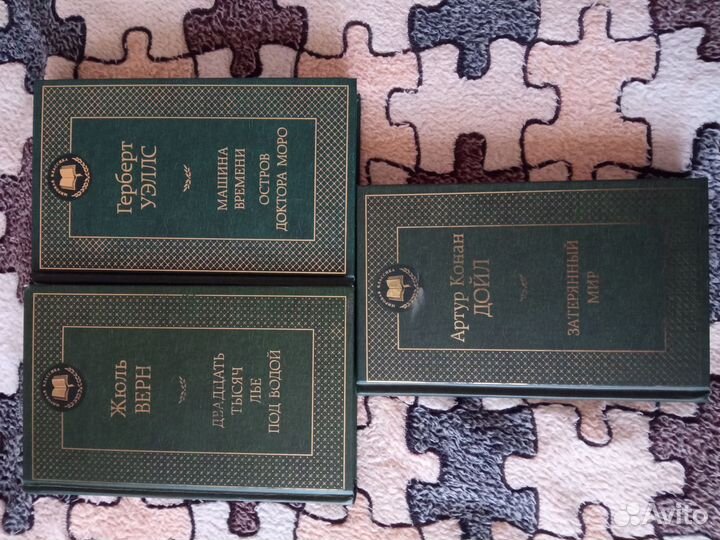 Герберт
УЭЛЛС
МАШИНА
ВРЕМЕНИ
ОСТРОВ
ДОКТОРА МОРО
Жюль
ВЕРН
ДВАДЦАТЬ
ТЫСЯЧ
ЛЬЕ
ПОД ВОДОЙ
Артур Конан
ДОЙЛ
ЗАТЕРЯННЫЙ
МИР
Avito